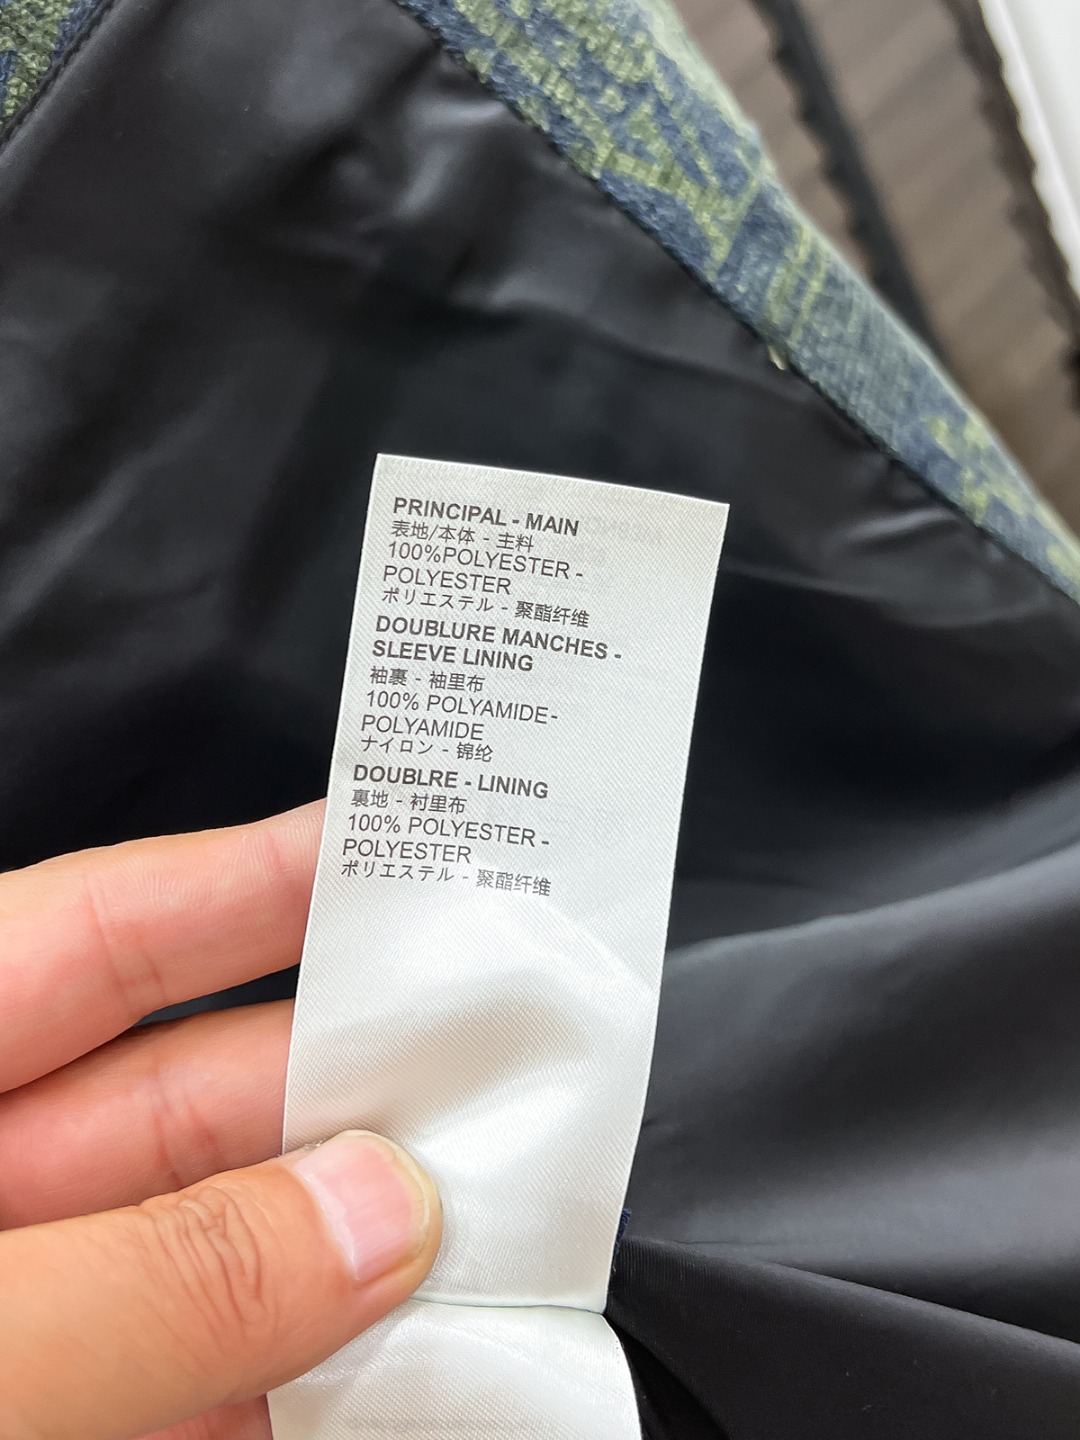 PRINCIPAL - MAIN
表地/本体 - 主料
100%POLYESTER -
POLYESTER
ポリエステル - 聚酯纤维
DOUBLURE MANCHES -
SLEEVE LINING
袖裏 - 袖里布
100% POLYAMIDE-
POLYAMIDE
ナイロン - 锦纶
DOUBLRE - LINING
裏地 - 衬里布
100% POLYESTER -
POLYESTER
ポリエステル - 聚酯纤维